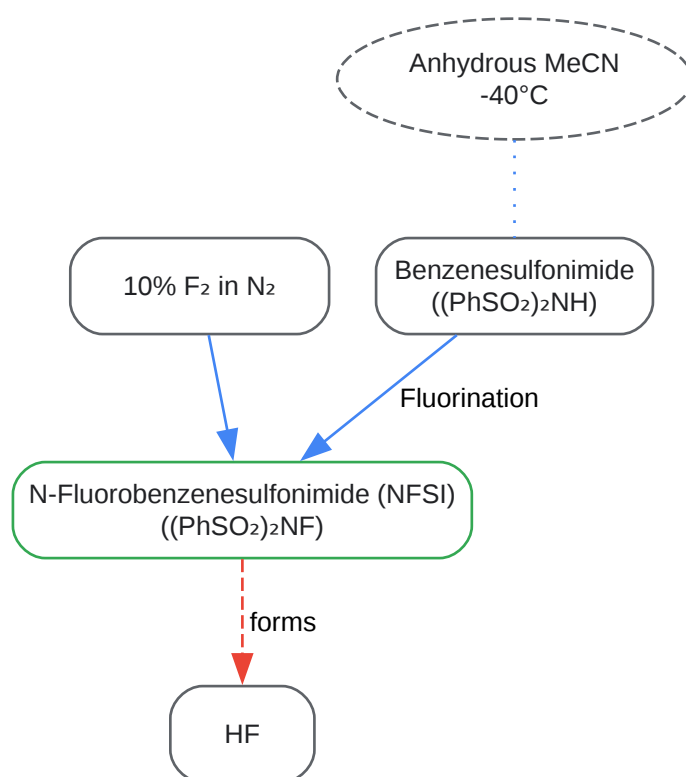 Anhydrous MeCN
-40°C
10% F₂ in N₂
Benzenesulfonimide
((PhSO₂)₂NH)
Fluorination
N-Fluorobenzenesulfonimide (NFSI)
((PhSO₂)₂NF)
forms
HF